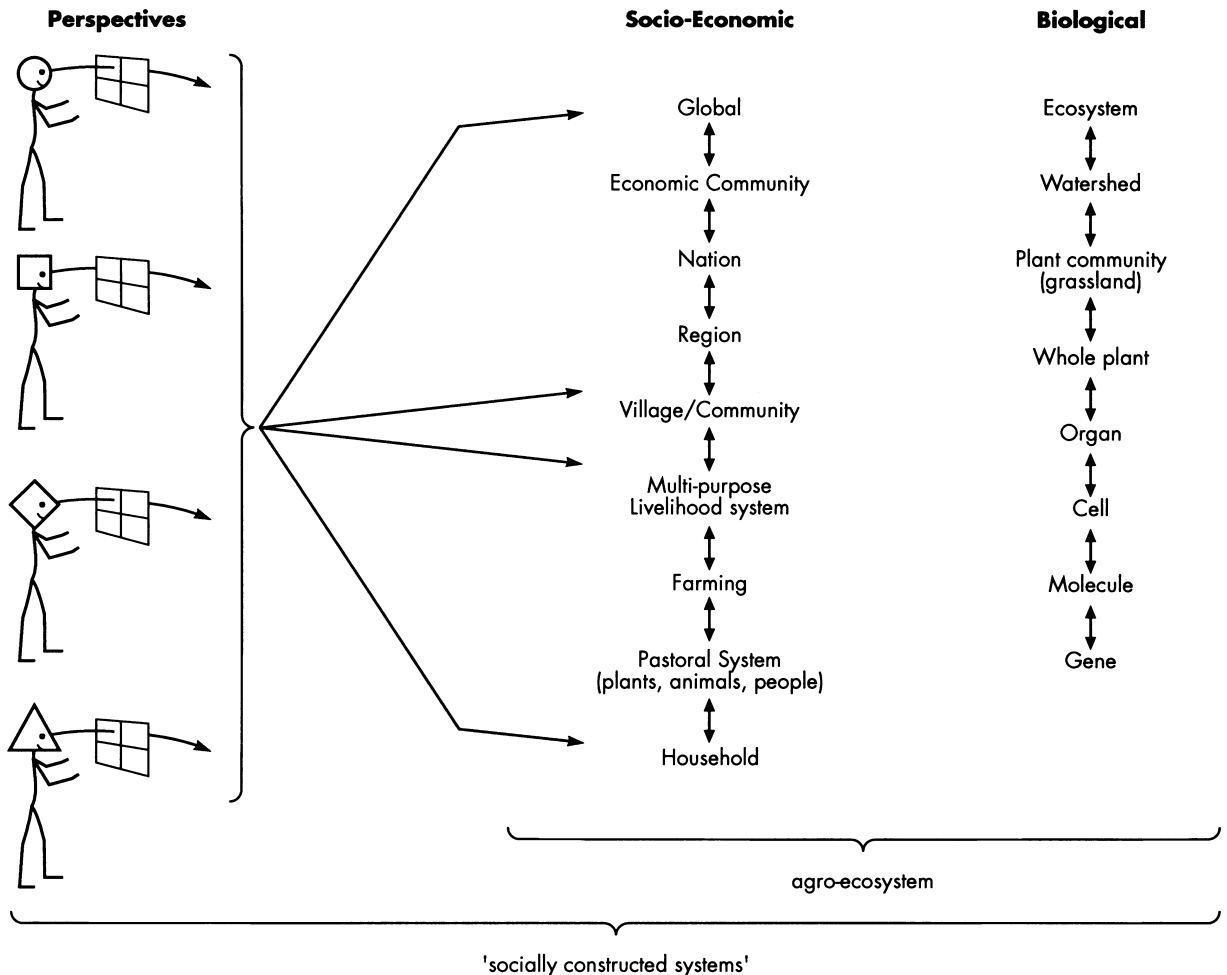 Perspectives
Socio-Economic
Biological
Global
Economic Community
Nation
Region
Village/Community
Multi-purpose
Livelihood system
Farming
Pastoral System
(plants, animals, people)
Household
Ecosystem
Watershed
Plant community
(grassland)
Whole plant
Organ
Cell
Molecule
Gene
agro-ecosystem
'socially constructed systems'